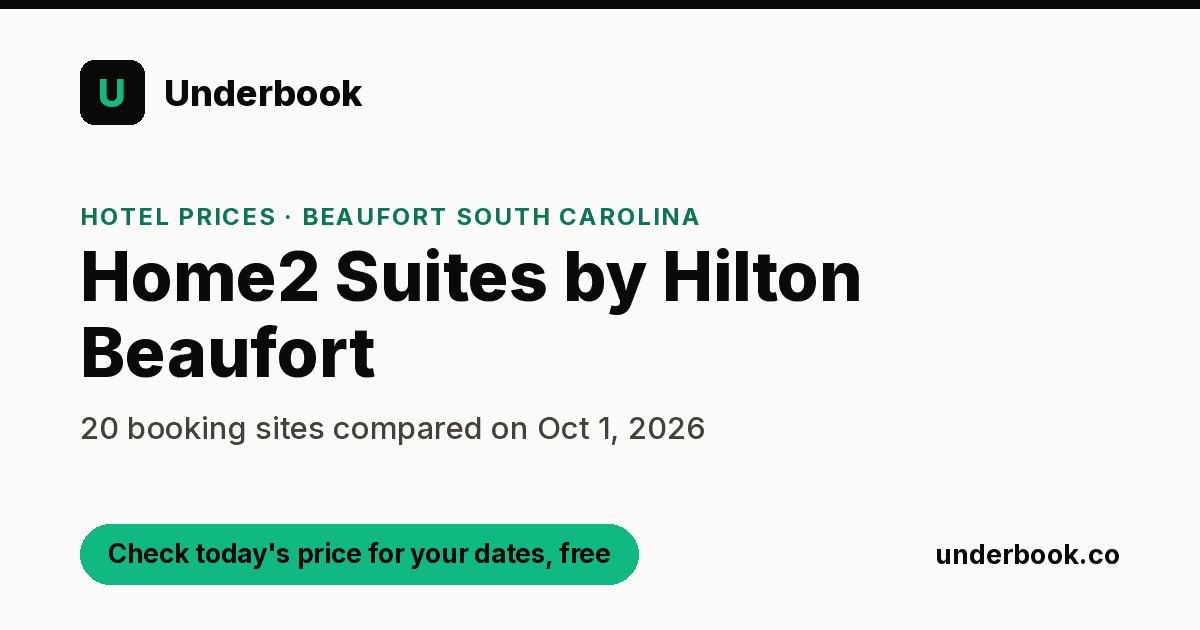 U
Underbook
HOTEL PRICES · BEAUFORT SOUTH CAROLINA
Home2 Suites by Hilton
Beaufort
20 booking sites compared on Oct 1, 2026
Check today's price for your dates, free
underbook.co